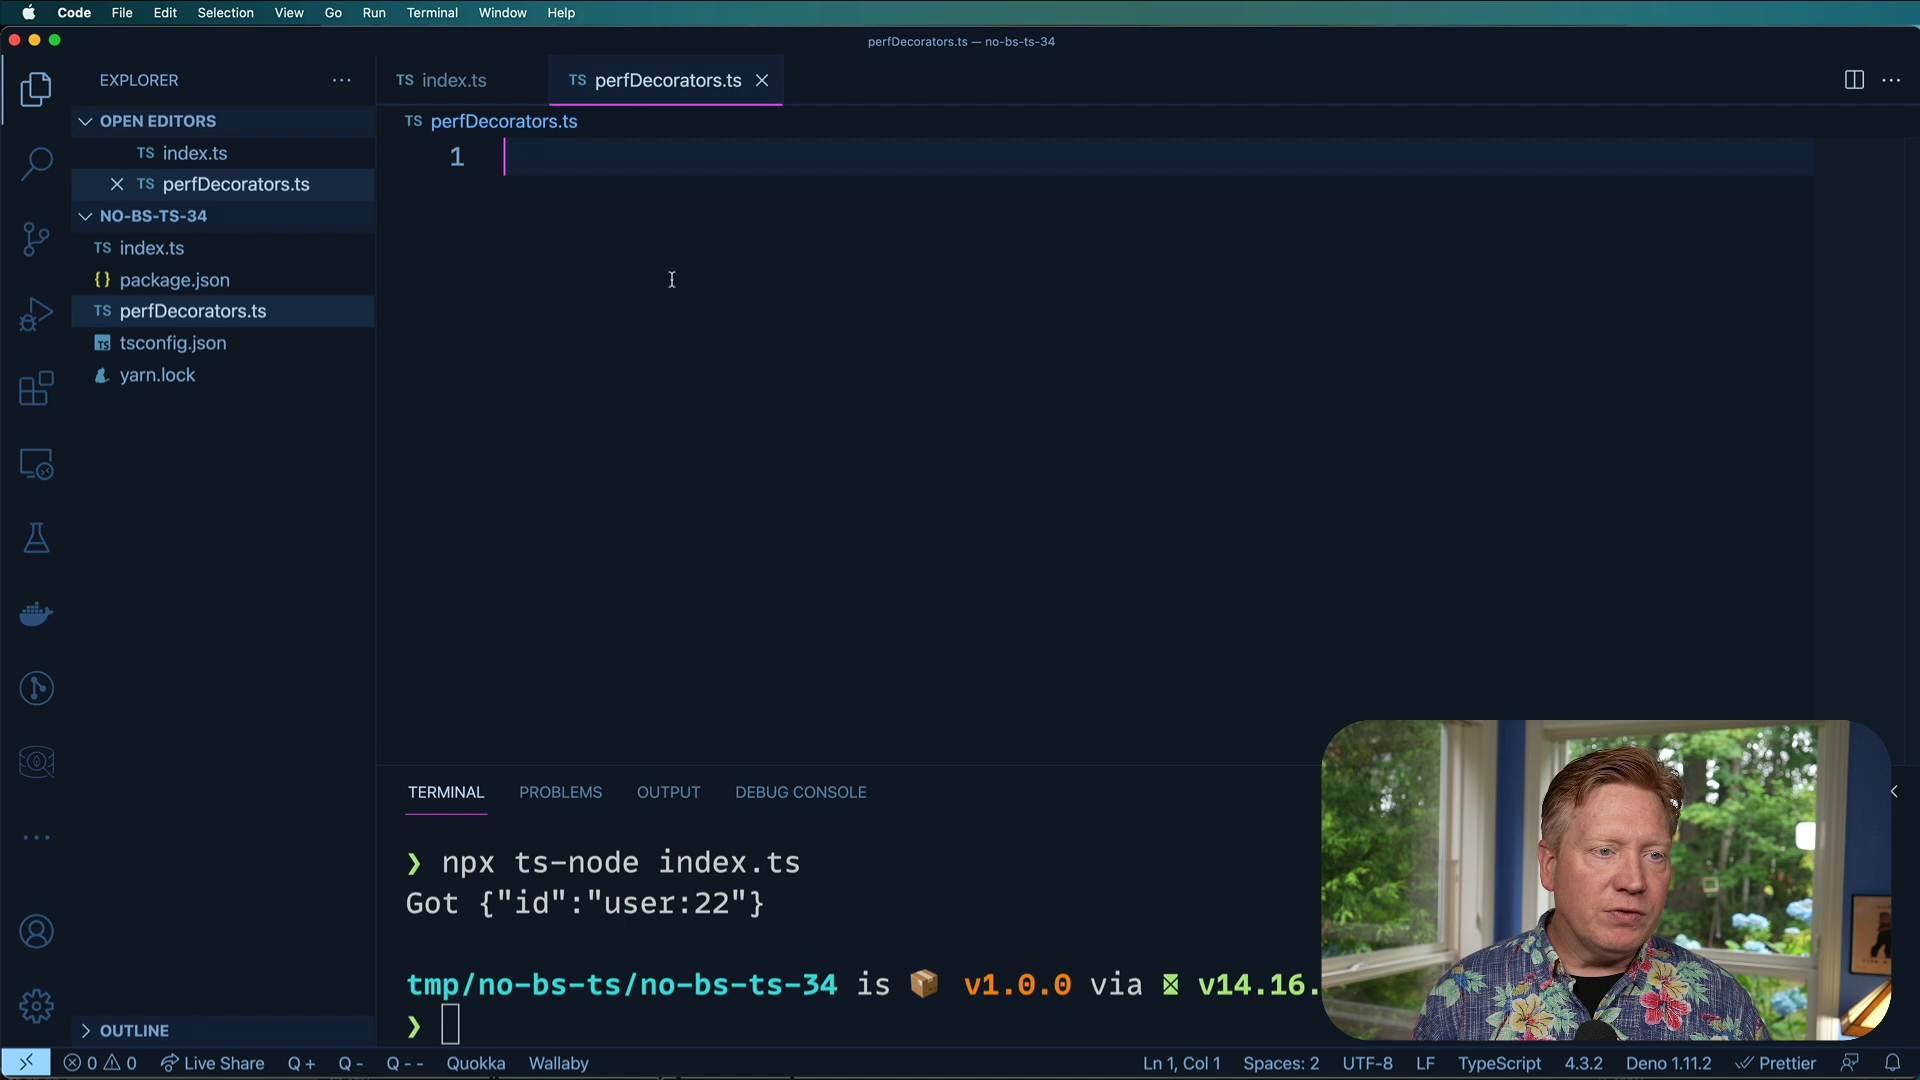 Code File Edit Selection View Go Run Terminal Window Help
perfDecorators.ts — no-bs-ts-34
EXPLORER
TS index.ts
TS perfDecorators.ts
OPEN EDITORS
TS index.ts
TS perfDecorators.ts
NO-BS-TS-34
TS index.ts
{} package.json
TS perfDecorators.ts
TS tsconfig.json
yarn.lock
OUTLINE
TS perfDecorators.ts
1
TERMINAL PROBLEMS OUTPUT DEBUG CONSOLE
❯ npx ts-node index.ts
Got {"id":"user:22"}
tmp/no-bs-ts/no-bs-ts-34 is 📦 v1.0.0 via v14.16.
❯
0 0 Live Share Q + Q - Q - - Quokka Wallaby Ln 1, Col 1 Spaces: 2 UTF-8 LF TypeScript 4.3.2 Deno 1.11.2 Prettier